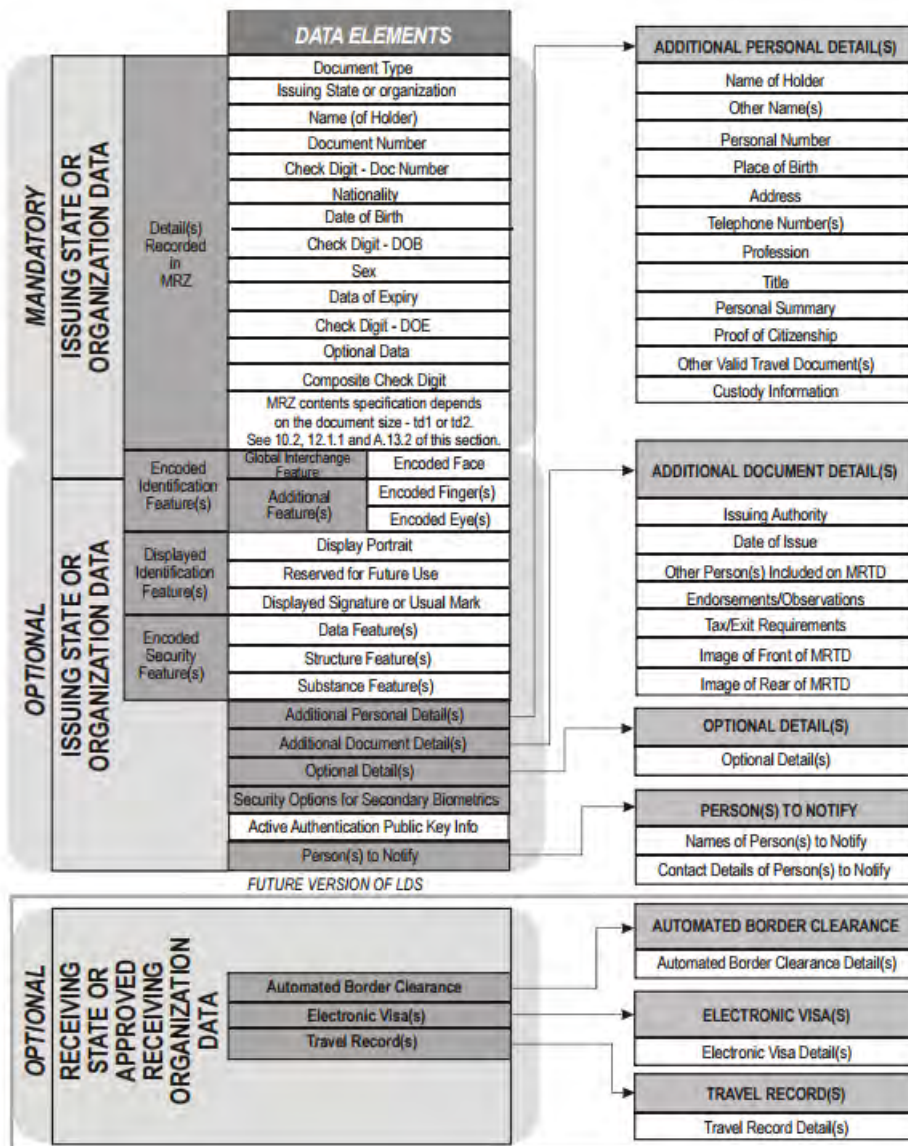 DATA ELEMENTS
MANDATORY
ISSUING STATE OR
ORGANIZATION DATA
Detail(s)
Recorded
in
MRZ
Document Type
Issuing State or organization
Name (of Holder)
Document Number
Check Digit - Doc Number
Nationality
Date of Birth
Check Digit - DOB
Sex
Data of Expiry
Check Digit - DOE
Optional Data
Composite Check Digit
MRZ contents specification depends
on the document size - td1 or td2.
See 10.2, 12.1.1 and A.13.2 of this section.
OPTIONAL
ISSUING STATE OR
ORGANIZATION DATA
Encoded
Identification
Feature(s)
Global Interchange
Feature
Encoded Face
Additional
Feature(s)
Encoded Finger(s)
Encoded Eye(s)
Displayed
Identification
Feature(s)
Display Portrait
Reserved for Future Use
Displayed Signature or Usual Mark
Encoded
Security
Feature(s)
Data Feature(s)
Structure Feature(s)
Substance Feature(s)
Additional Personal Detail(s)
Additional Document Detail(s)
Optional Detail(s)
Security Options for Secondary Biometrics
Active Authentication Public Key Info
Person(s) to Notify
FUTURE VERSION OF LDS
OPTIONAL
RECEIVING
STATE OR
APPROVED
RECEIVING
ORGANIZATION
DATA
Automated Border Clearance
Electronic Visa(s)
Travel Record(s)
ADDITIONAL PERSONAL DETAIL(S)
Name of Holder
Other Name(s)
Personal Number
Place of Birth
Address
Telephone Number(s)
Profession
Title
Personal Summary
Proof of Citizenship
Other Valid Travel Document(s)
Custody Information
ADDITIONAL DOCUMENT DETAIL(S)
Issuing Authority
Date of Issue
Other Person(s) Included on MRTD
Endorsements/Observations
Tax/Exit Requirements
Image of Front of MRTD
Image of Rear of MRTD
OPTIONAL DETAIL(S)
Optional Detail(s)
PERSON(S) TO NOTIFY
Names of Person(s) to Notify
Contact Details of Person(s) to Notify
AUTOMATED BORDER CLEARANCE
Automated Border Clearance Detail(s)
ELECTRONIC VISA(S)
Electronic Visa Detail(s)
TRAVEL RECORD(S)
Travel Record Detail(s)